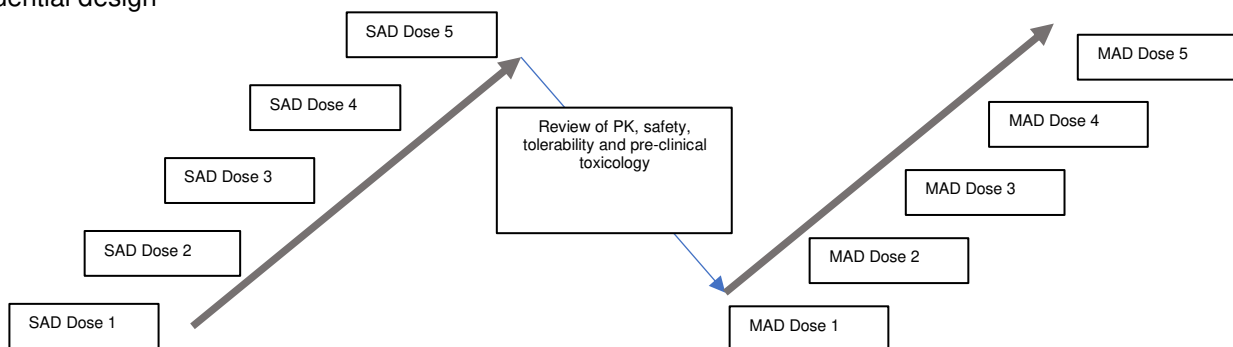 design
SAD Dose 5
SAD Dose 4
SAD Dose 3
SAD Dose 2
SAD Dose 1
Review of PK, safety,
tolerability and pre-clinical
toxicology
MAD Dose 5
MAD Dose 4
MAD Dose 3
MAD Dose 2
MAD Dose 1